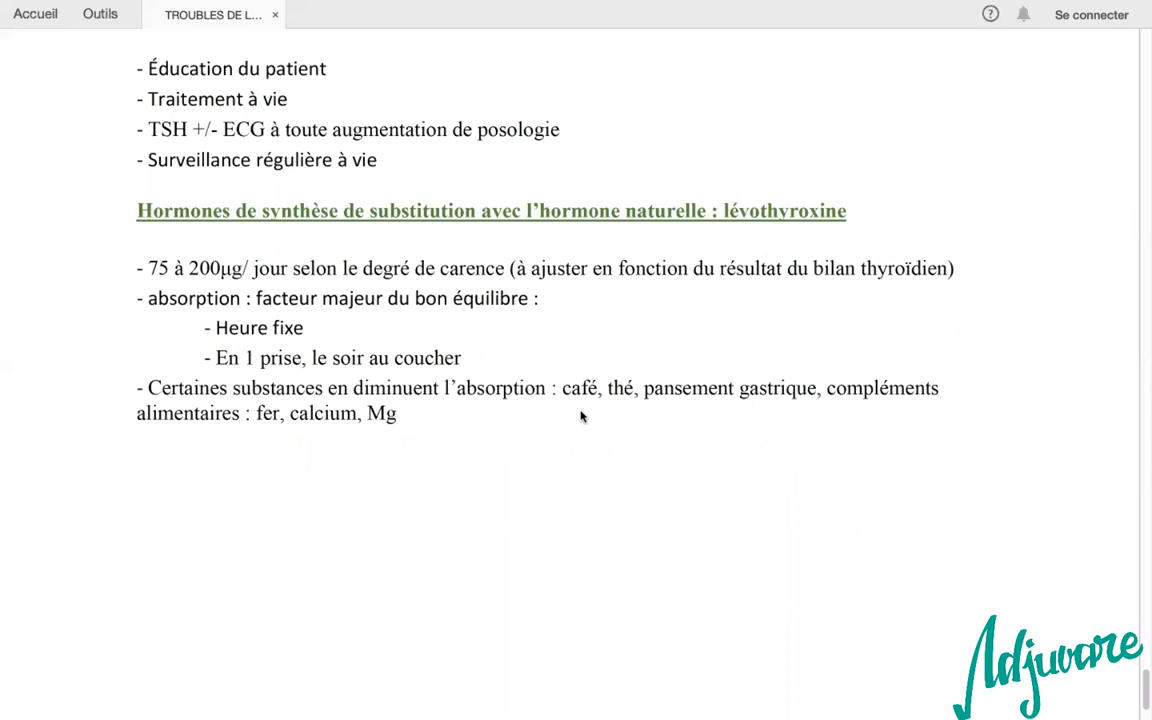 Accueil Outils TROUBLES DE L... × ? Se connecter
- Éducation du patient
- Traitement à vie
- TSH +/- ECG à toute augmentation de posologie
- Surveillance régulière à vie
Hormones de synthèse de substitution avec l’hormone naturelle : lévothyroxine
- 75 à 200μg/ jour selon le degré de carence (à ajuster en fonction du résultat du bilan thyroïdien)
- absorption : facteur majeur du bon équilibre :
- Heure fixe
- En 1 prise, le soir au coucher
- Certaines substances en diminuent l’absorption : café, thé, pansement gastrique, compléments
alimentaires : fer, calcium, Mg
Adjuvare